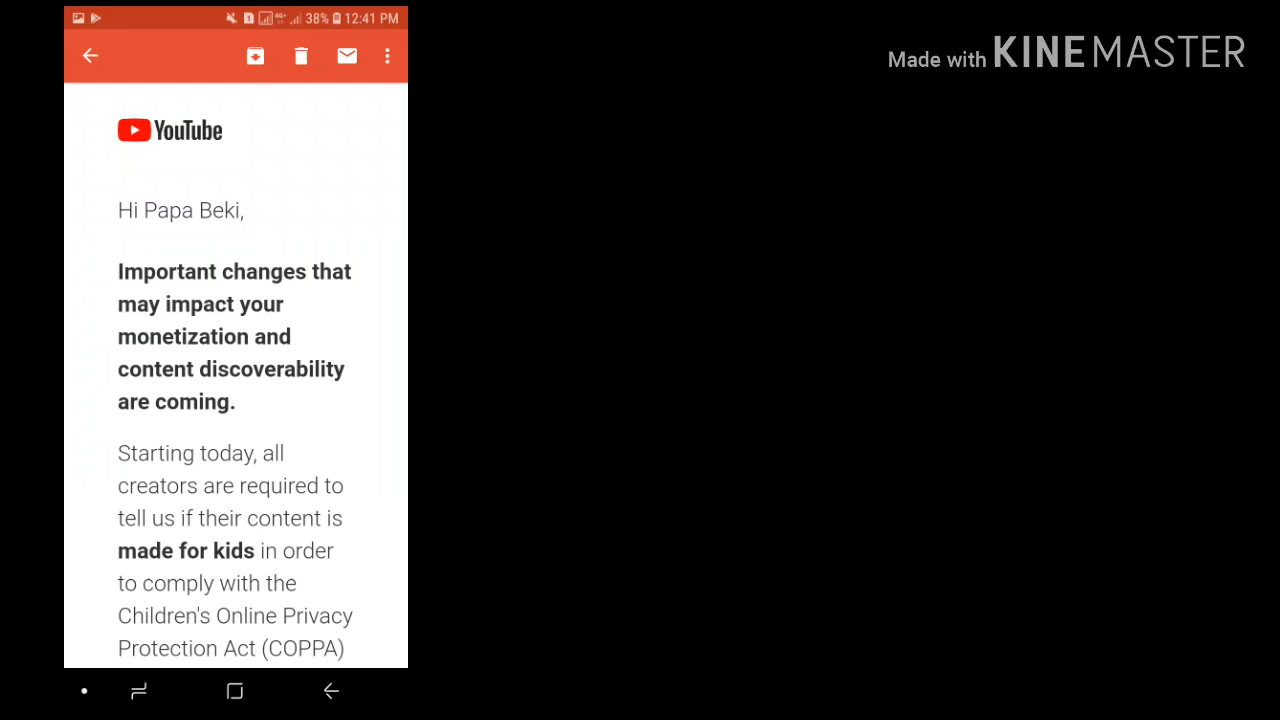 38% 12:41 PM
Made with KINEMASTER
YouTube
Hi Papa Beki,
Important changes that
may impact your
monetization and
content discoverability
are coming.
Starting today, all
creators are required to
tell us if their content is
made for kids in order
to comply with the
Children's Online Privacy
Protection Act (COPPA)